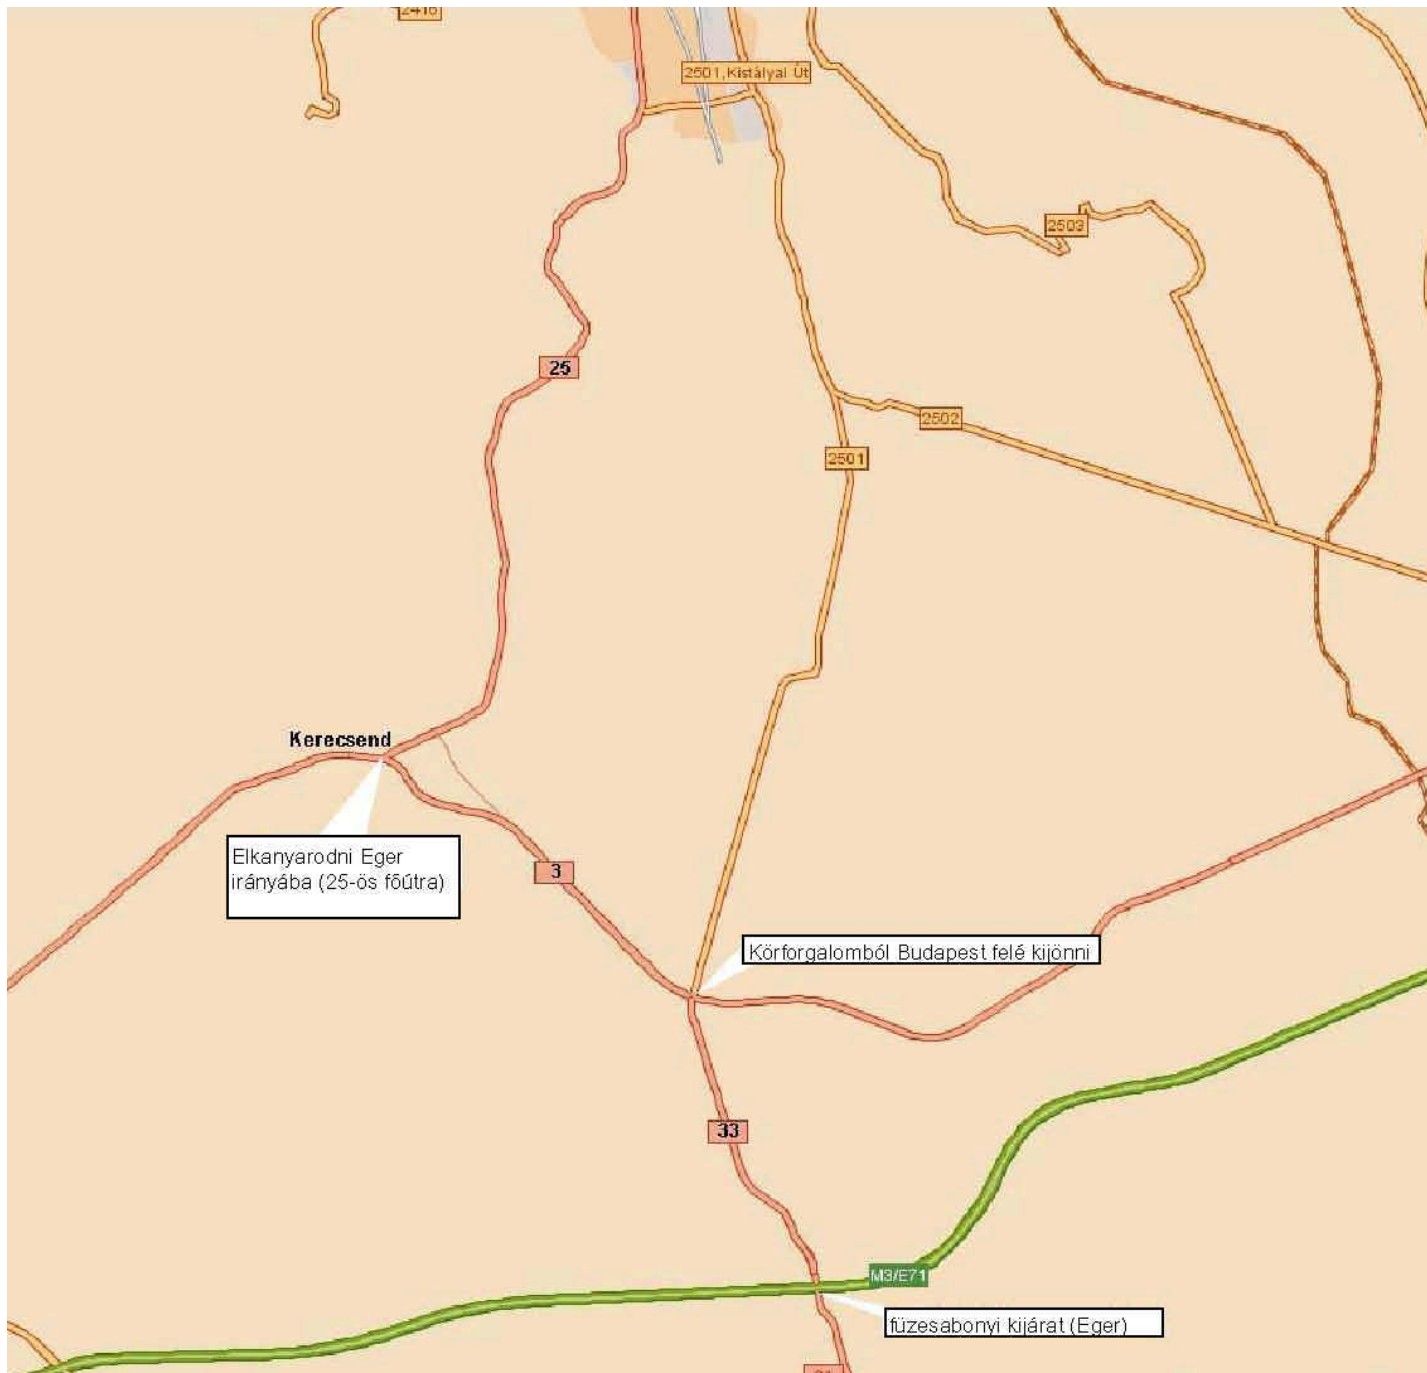 2416
2501,Kistályai Út
2503
25
2502
2501
Kerecsend
Elkanyarodni Eger
irányába (25-ös főútra)
3
Körforgalomból Budapest felé kijönni
33
M3/E71
füzesabonyi kijárat (Eger)